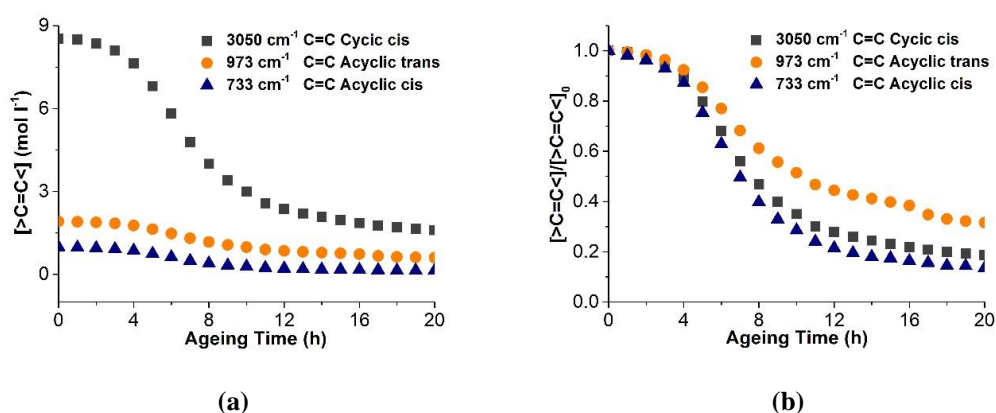 9
6
3
0
[>C=C<] (mol l⁻¹)
3050 cm⁻¹ C=C Cycic cis
973 cm⁻¹ C=C Acyclic trans
733 cm⁻¹ C=C Acyclic cis
0 4 8 12 16 20
Ageing Time (h)
(a)
1.0
0.8
0.6
0.4
0.2
0.0
[>C=C<]/[>C=C<]₀
3050 cm⁻¹ C=C Cycic cis
973 cm⁻¹ C=C Acyclic trans
733 cm⁻¹ C=C Acyclic cis
0 4 8 12 16 20
Ageing Time (h)
(b)